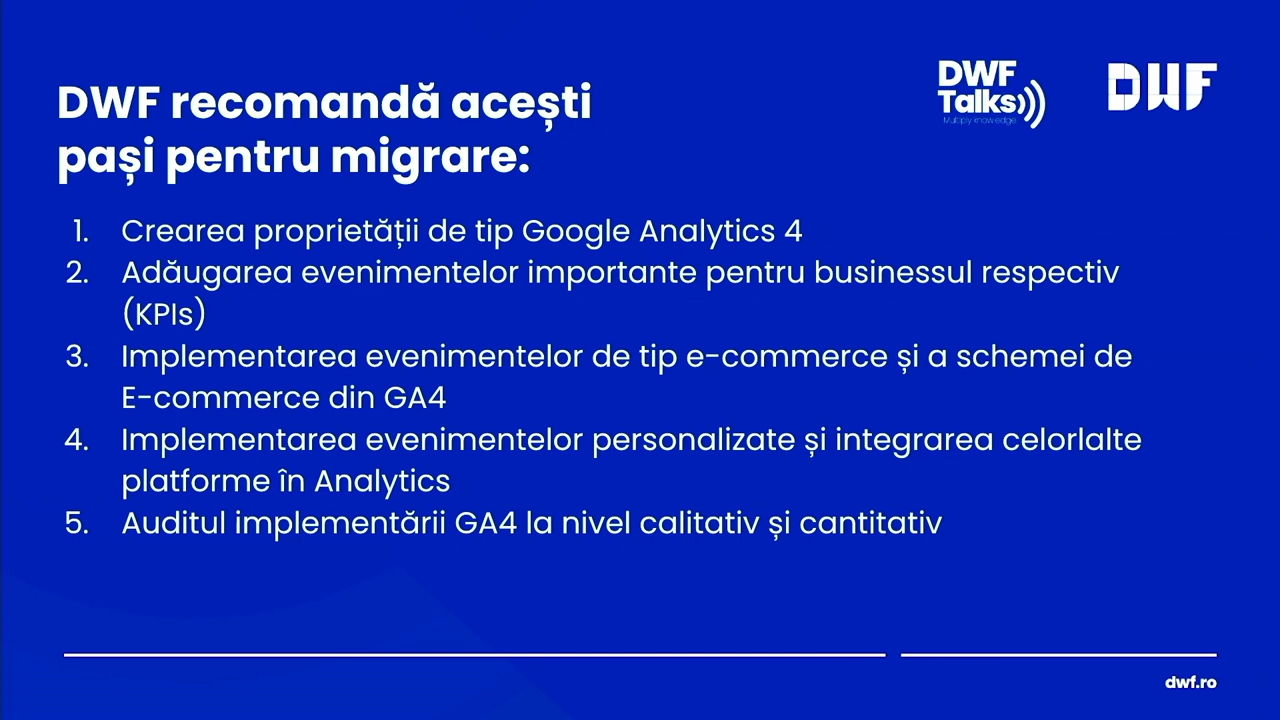 DWF recomandă acești
pași pentru migrare:
DWF
Talks
Multiply knowledge
DWF
1. Crearea proprietății de tip Google Analytics 4
2. Adăugarea evenimentelor importante pentru businessul respectiv
(KPIs)
3. Implementarea evenimentelor de tip e-commerce și a schemei de
E-commerce din GA4
4. Implementarea evenimentelor personalizate și integrarea celorlalte
platforme în Analytics
5. Auditul implementării GA4 la nivel calitativ și cantitativ
dwf.ro